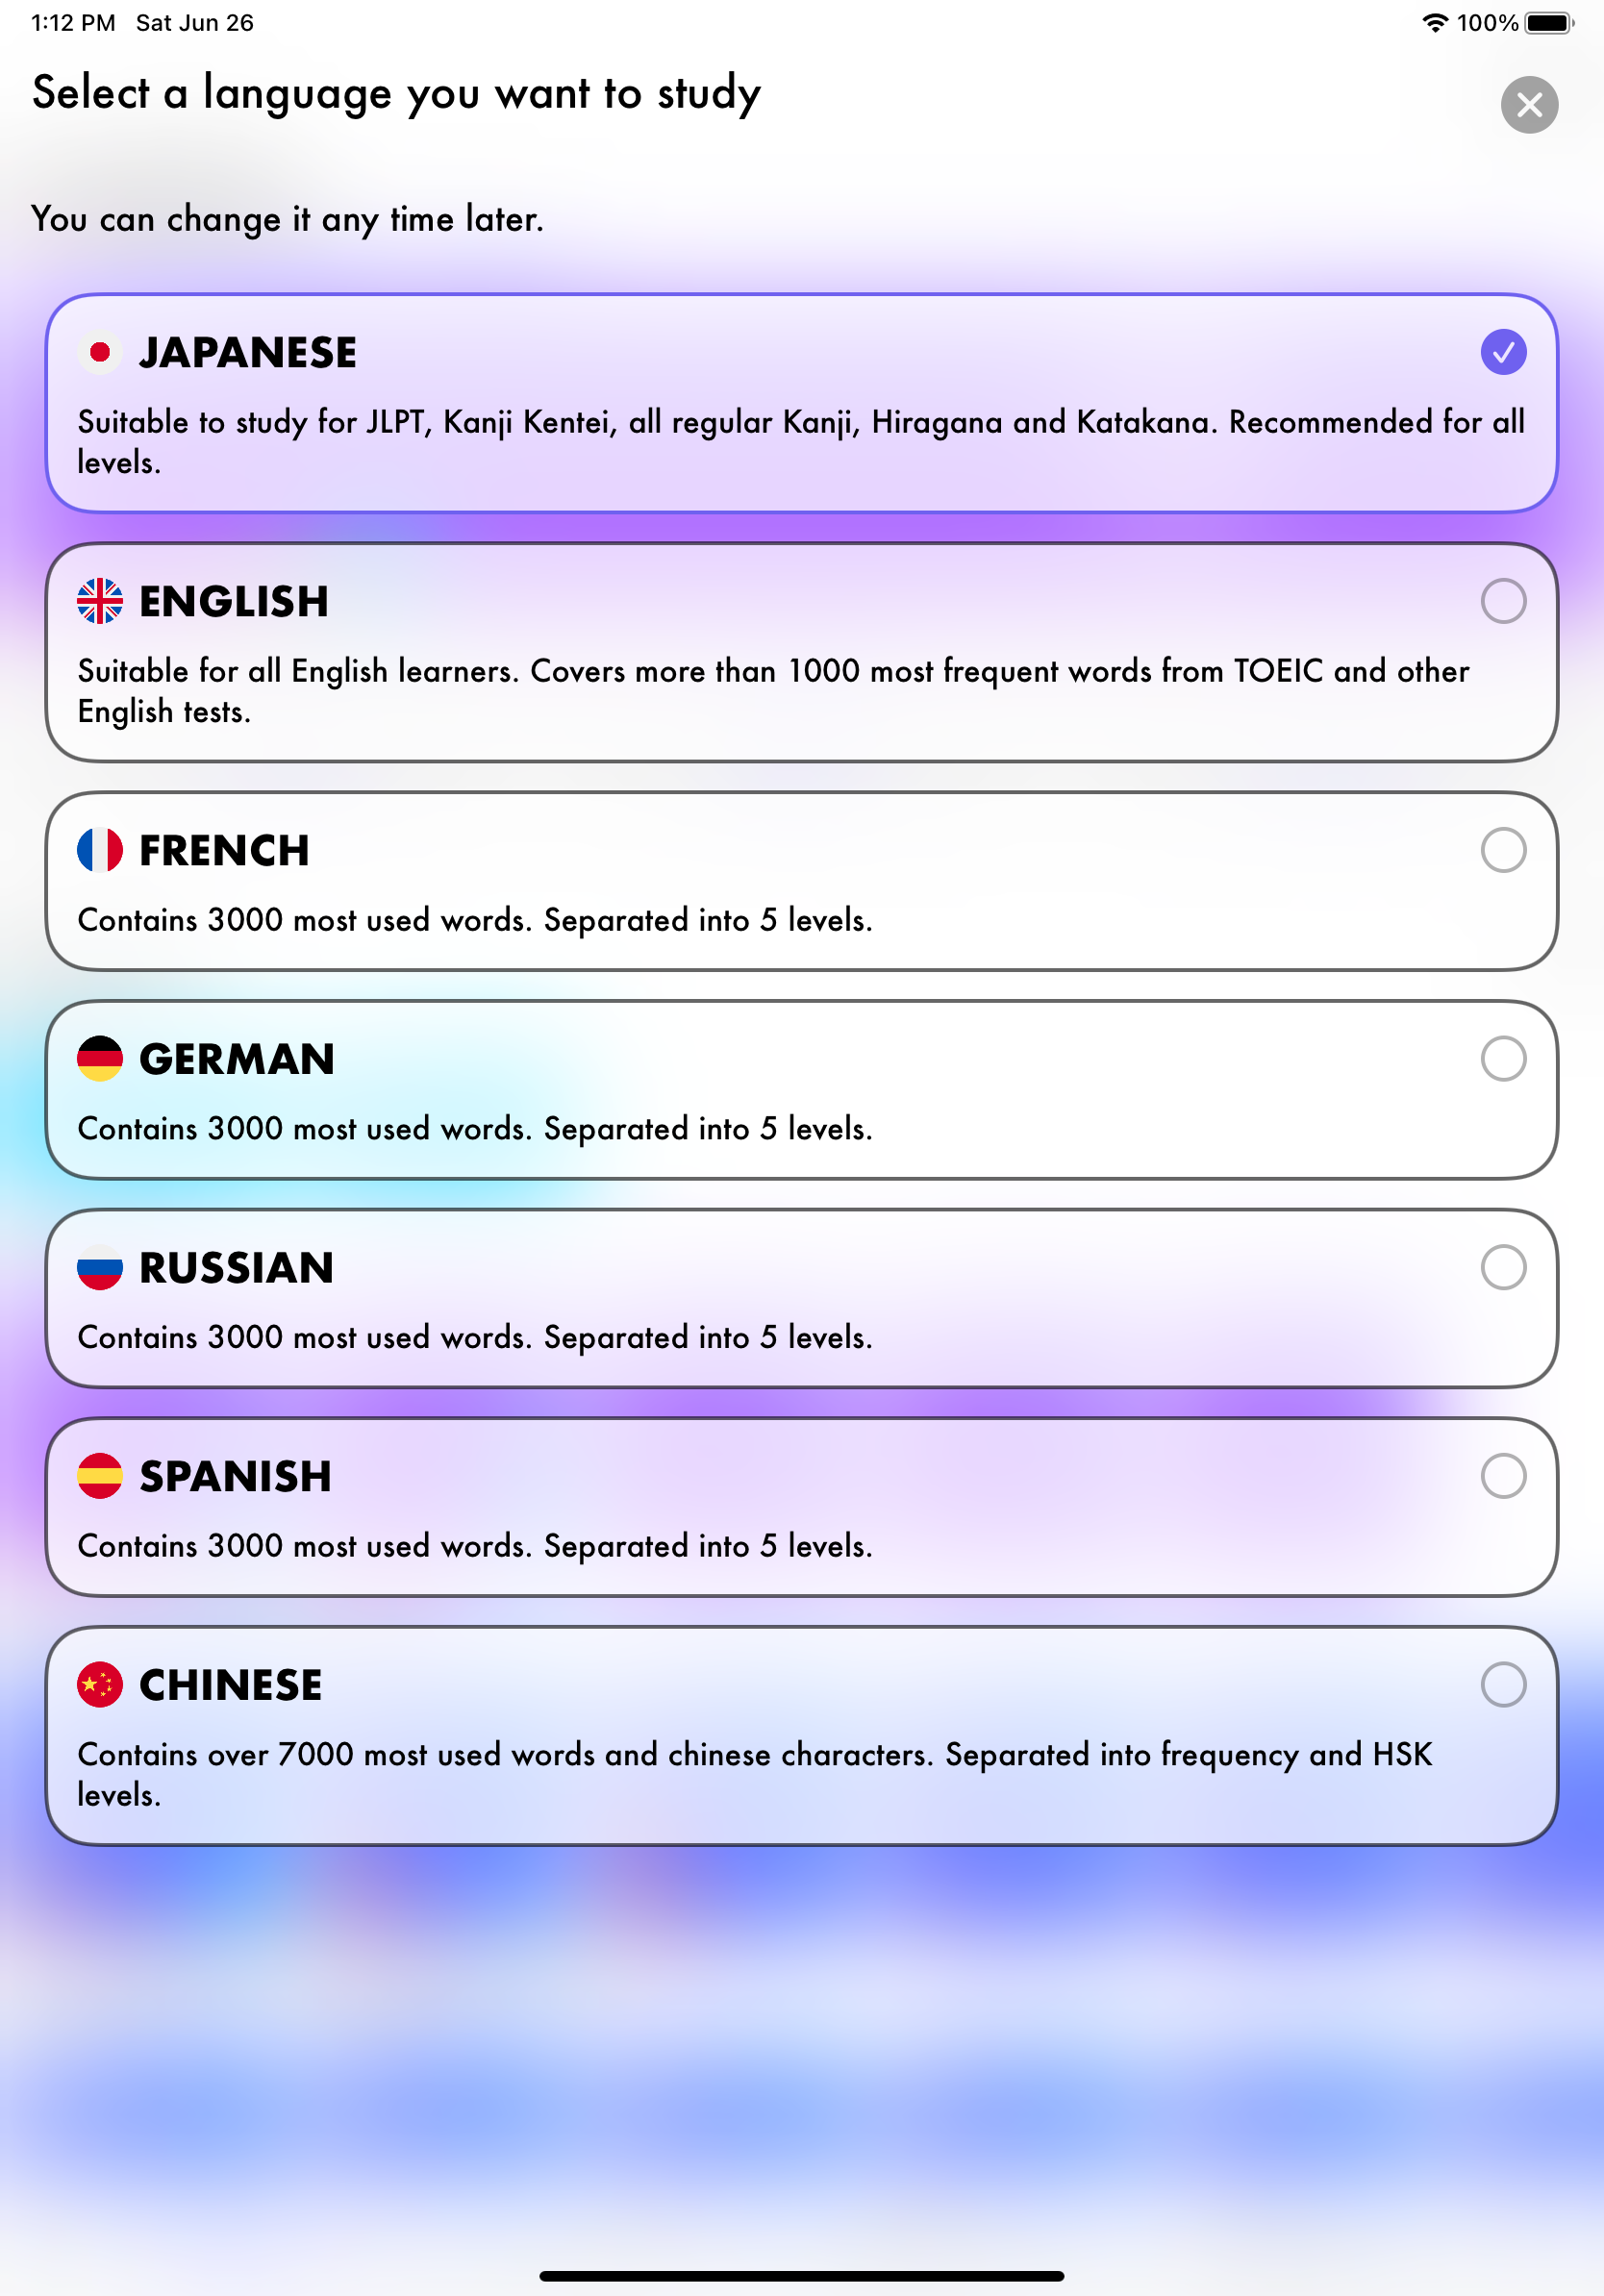 1:12 PM Sat Jun 26 100%
Select a language you want to study
You can change it any time later.
JAPANESE
Suitable to study for JLPT, Kanji Kentei, all regular Kanji, Hiragana and Katakana. Recommended for all
levels.
ENGLISH
Suitable for all English learners. Covers more than 1000 most frequent words from TOEIC and other
English tests.
FRENCH
Contains 3000 most used words. Separated into 5 levels.
GERMAN
Contains 3000 most used words. Separated into 5 levels.
RUSSIAN
Contains 3000 most used words. Separated into 5 levels.
SPANISH
Contains 3000 most used words. Separated into 5 levels.
CHINESE
Contains over 7000 most used words and chinese characters. Separated into frequency and HSK
levels.